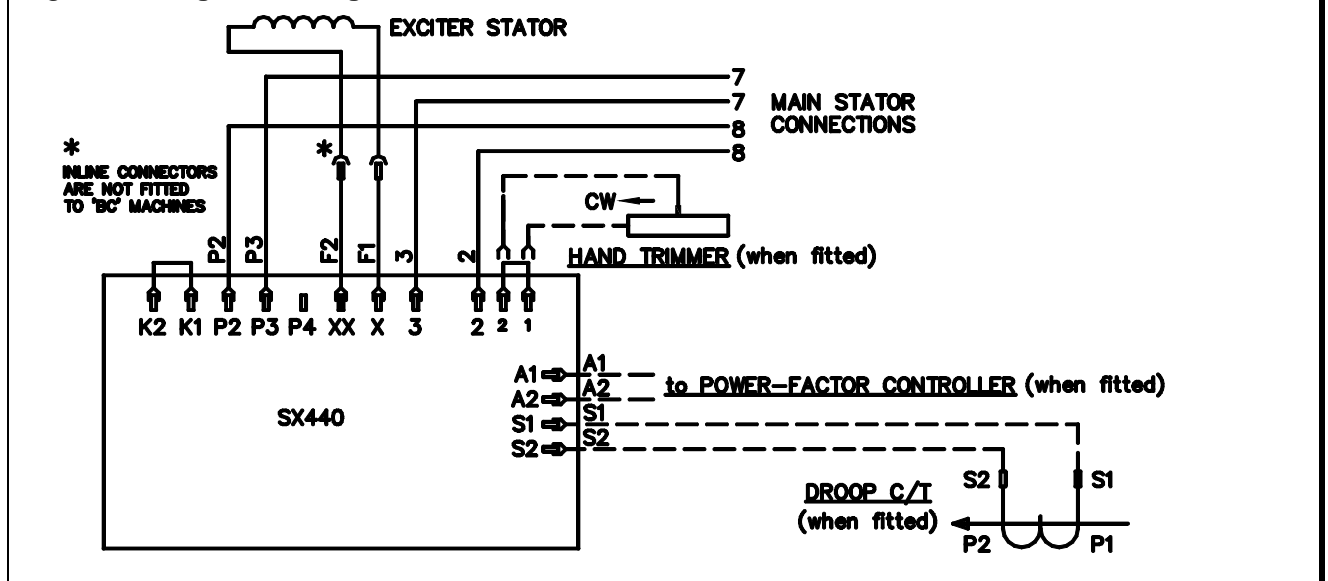 EXCITER STATOR
7
7
8
8
MAIN STATOR
CONNECTIONS
*
INLINE CONNECTORS
ARE NOT FITTED
TO 'BC' MACHINES
*
CW
HAND TRIMMER (when fitted)
P2 P3 F2 F1 3 2
K2 K1 P2 P3 P4 XX X 3 2 2 1
A1 A1
A2 A2
to POWER-FACTOR CONTROLLER (when fitted)
S1 S1
S2 S2
SX440
S2 S1
DROOP C/T
(when fitted)
P2 P1